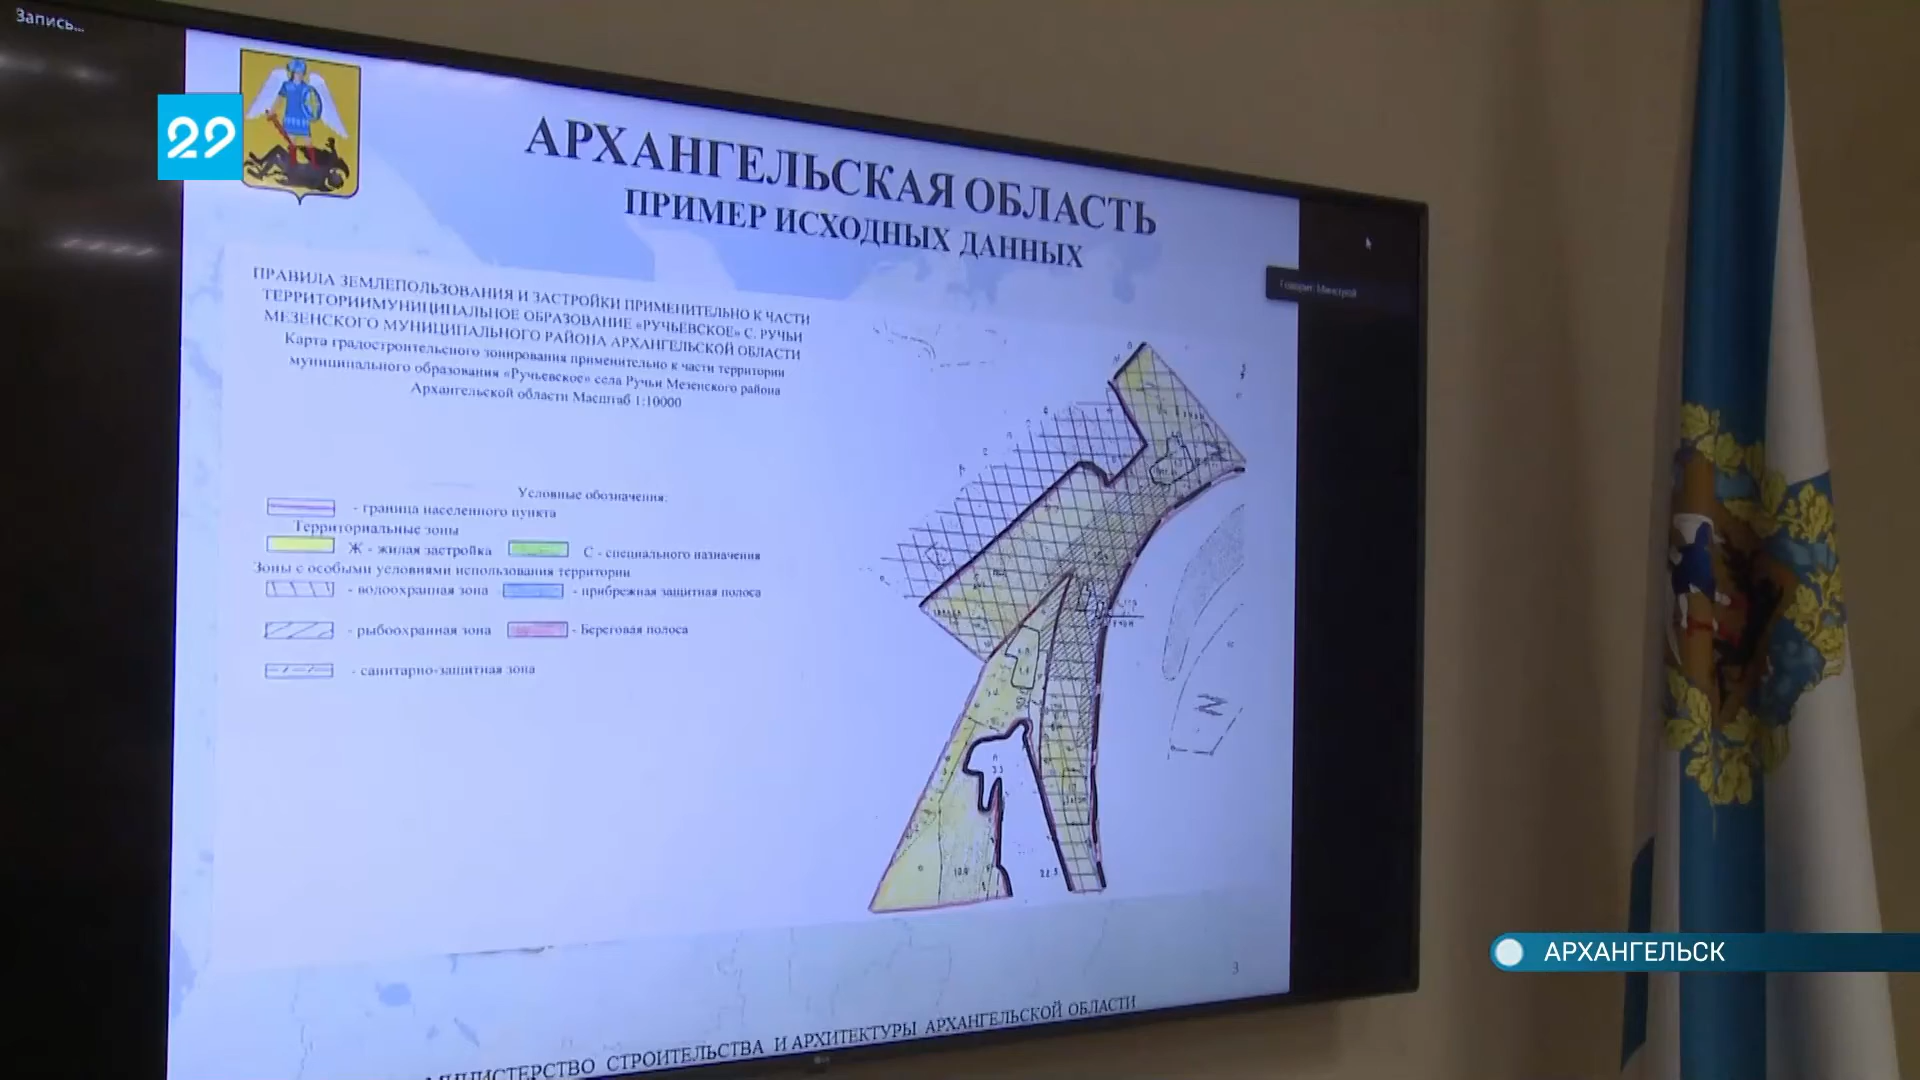 Запись...
29
АРХАНГЕЛЬСКАЯ ОБЛАСТЬ
ПРИМЕР ИСХОДНЫХ ДАННЫХ
Говорит: Минстрой
ПРАВИЛА ЗЕМЛЕПОЛЬЗОВАНИЯ И ЗАСТРОЙКИ ПРИМЕНИТЕЛЬНО К ЧАСТИ
ТЕРРИТОРИИМУНИЦИПАЛЬНОЕ ОБРАЗОВАНИЕ «РУЧЬЕВСКОЕ» С. РУЧЬИ
МЕЗЕНСКОГО МУНИЦИПАЛЬНОГО РАЙОНА АРХАНГЕЛЬСКОЙ ОБЛАСТИ
Карта градостроительсного зонирования применительно к части территории
муниципального образования «Ручьевское» села Ручьи Мезенского района
Архангельской области Масштаб 1:10000
Условные обозначения:
- граница населенного пункта
Территориальные зоны
Ж - жилая застройка С - специального назначения
Зоны с особыми условиями использования территории
- водоохранная зона - прибрежная защитная полоса
- рыбоохранная зона - Береговая полоса
- санитарно-защитная зона
3
АРХАНГЕЛЬСК
СТРОИТЕЛЬСТВА И АРХИТЕКТУРЫ АРХАНГЕЛЬСКОЙ ОБЛАСТИ